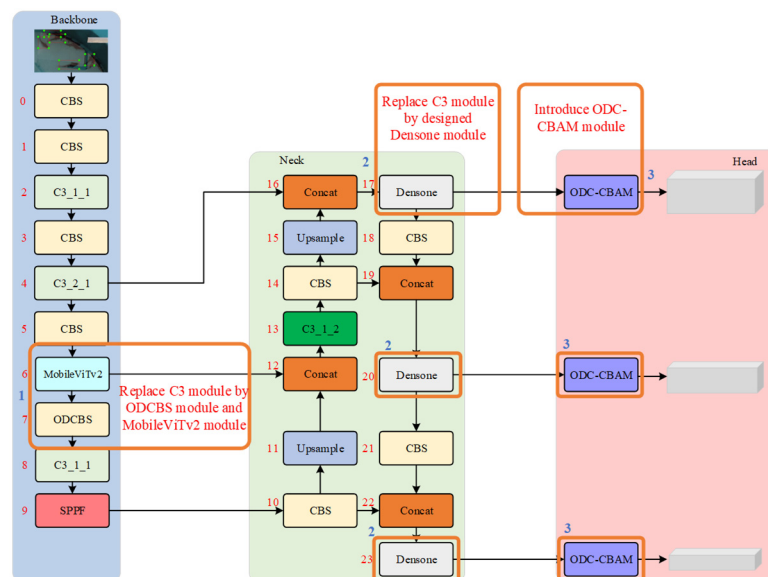 Backbone
0 CBS
1 CBS
2 C3_1_1
3 CBS
4 C3_2_1
5 CBS
6 MobileViTv2
1
7 ODCBS
8 C3_1_1
9 SPPF
Replace C3 module by
ODCBS module and
MobileViTv2 module
Neck
16 Concat
15 Upsample
14 CBS
13 C3_1_2
12 Concat
11 Upsample
10 CBS
Replace C3 module
by designed
Densone module
2
17 Densone
18 CBS
19 Concat
2
20 Densone
21 CBS
22 Concat
2
23 Densone
Introduce ODC-
CBAM module
Head
ODC-CBAM 3
3
ODC-CBAM
3
ODC-CBAM